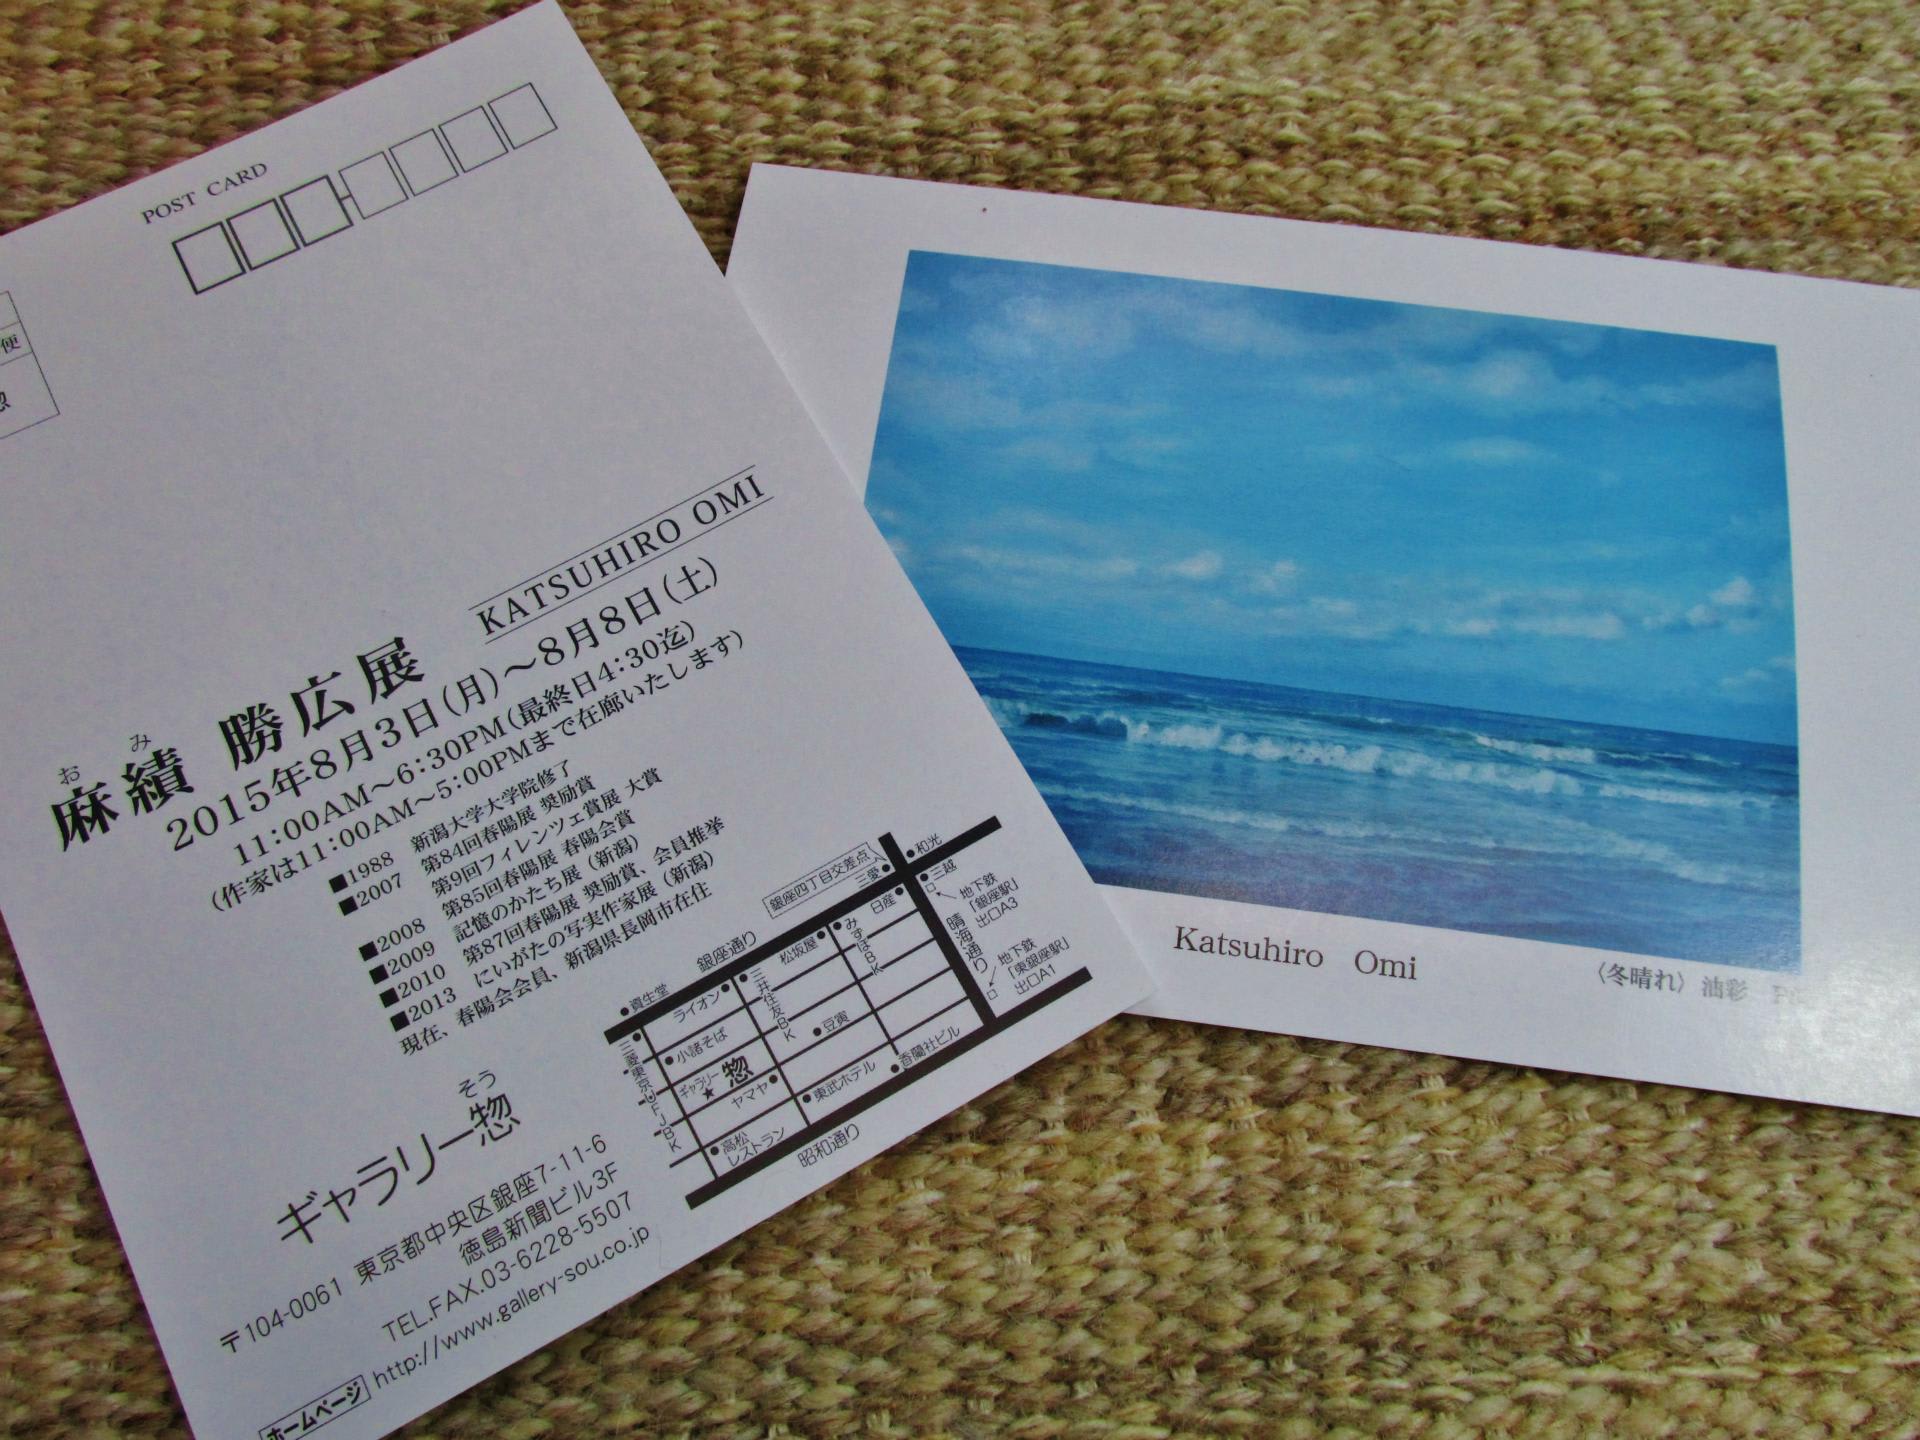 POST CARD
便
惣
KATSUHIRO OMI
お み
麻績 勝広展
2015年8月3日(月)～8月8日(土)
11:00AM～6:30PM(最終日4:30迄)
(作家は11:00AM～5:00PMまで在廊いたします)
■1988 新潟大学大学院修了
■2007 第84回春陽展 奨励賞
第9回フィレンツェ賞展 大賞
■2008 第85回春陽展 春陽会賞
■2009 記憶のかたち展(新潟)
■2010 第87回春陽展 奨励賞、会員推挙
■2013 にいがたの写実作家展(新潟)
現在、春陽会会員、新潟県長岡市在住
そう
ギャラリー惣
〒104-0061 東京都中央区銀座7-11-6
徳島新聞ビル3F
TEL.FAX.03-6228-5507
ホームページ http://www.gallery-sou.co.jp
銀座四丁目交差点
和光
三愛
三越
地下鉄
「銀座駅」
出口A3
日産
みずほBK
晴海通り
地下鉄
「東銀座駅」
出口A1
松坂屋
銀座通り
三井住友BK
ライオン
資生堂
豆寅
小諸そば
三菱東京UFJBK
ギャラリー惣
ヤマヤ
香蘭社ビル
東武ホテル
高松
レストラン
昭和通り
Katsuhiro Omi
〈冬晴れ〉油彩